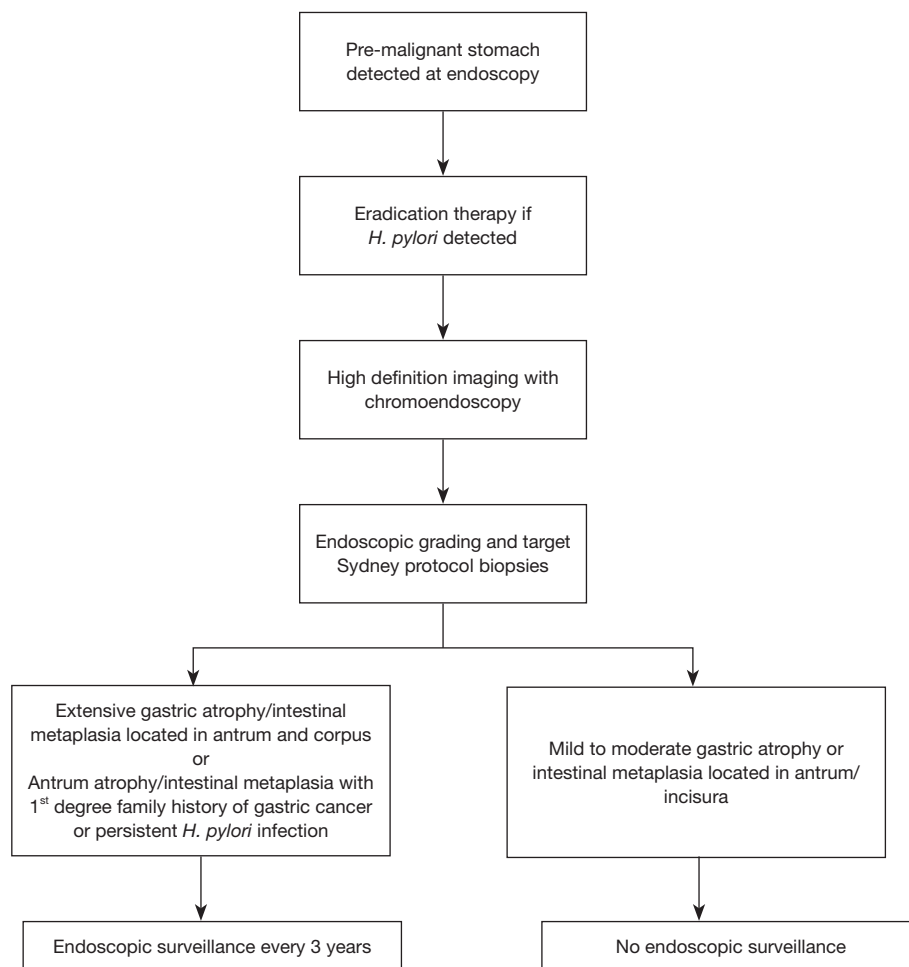 Pre-malignant stomach
detected at endoscopy
Eradication therapy if
H. pylori detected
High definition imaging with
chromoendoscopy
Endoscopic grading and target
Sydney protocol biopsies
Extensive gastric atrophy/intestinal
metaplasia located in antrum and corpus
or
Antrum atrophy/intestinal metaplasia with
1st degree family history of gastric cancer
or persistent H. pylori infection
Mild to moderate gastric atrophy or
intestinal metaplasia located in antrum/
incisura
Endoscopic surveillance every 3 years
No endoscopic surveillance